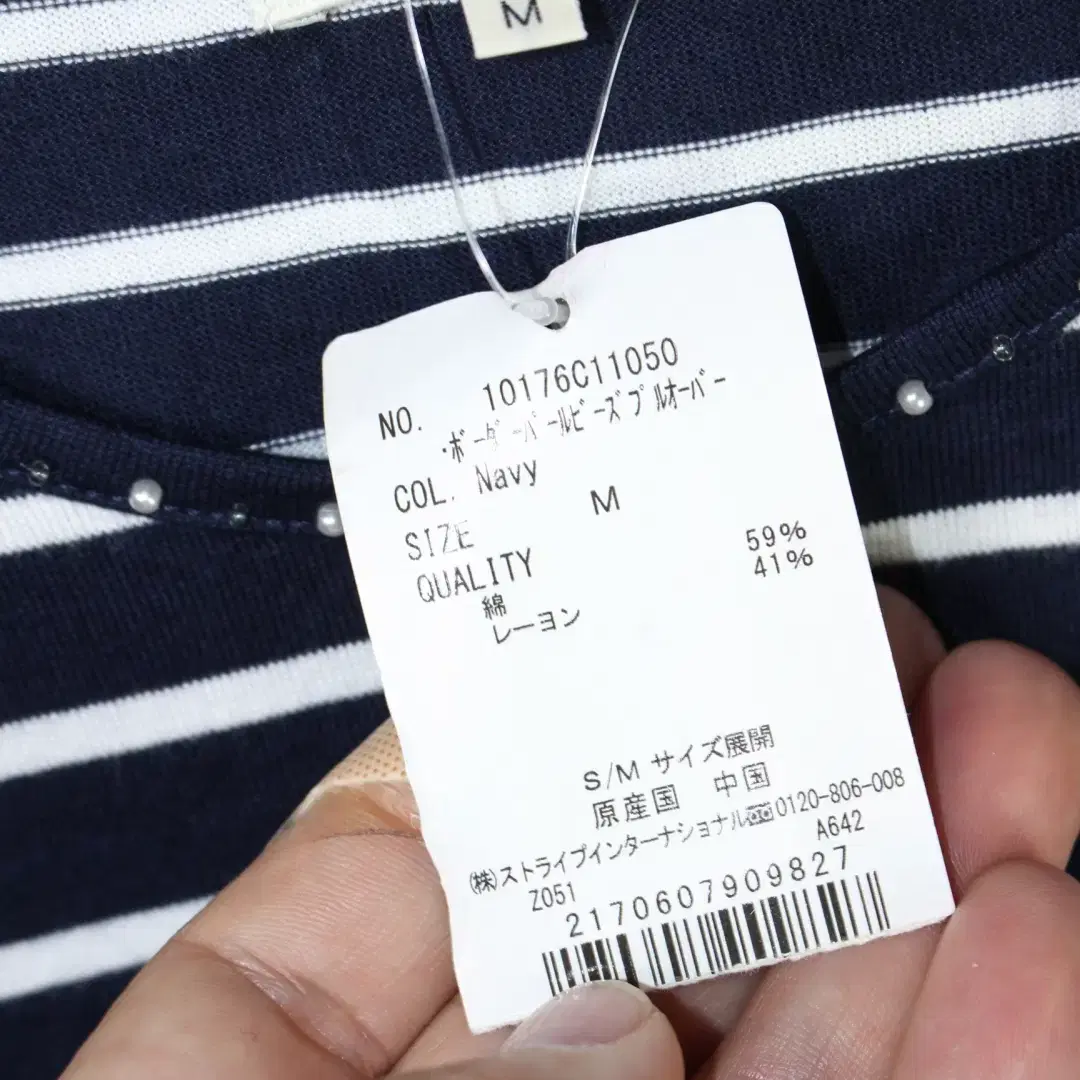 M
NO. 10176C11050
・ボーダーパールビーズプルオーバー
COL. Navy
SIZE M
QUALITY
綿 59%
レーヨン 41%
S/M サイズ展開
原産国 中国
(株)ストライプインターナショナル 0120-806-008
Z051 A642
2170607909827